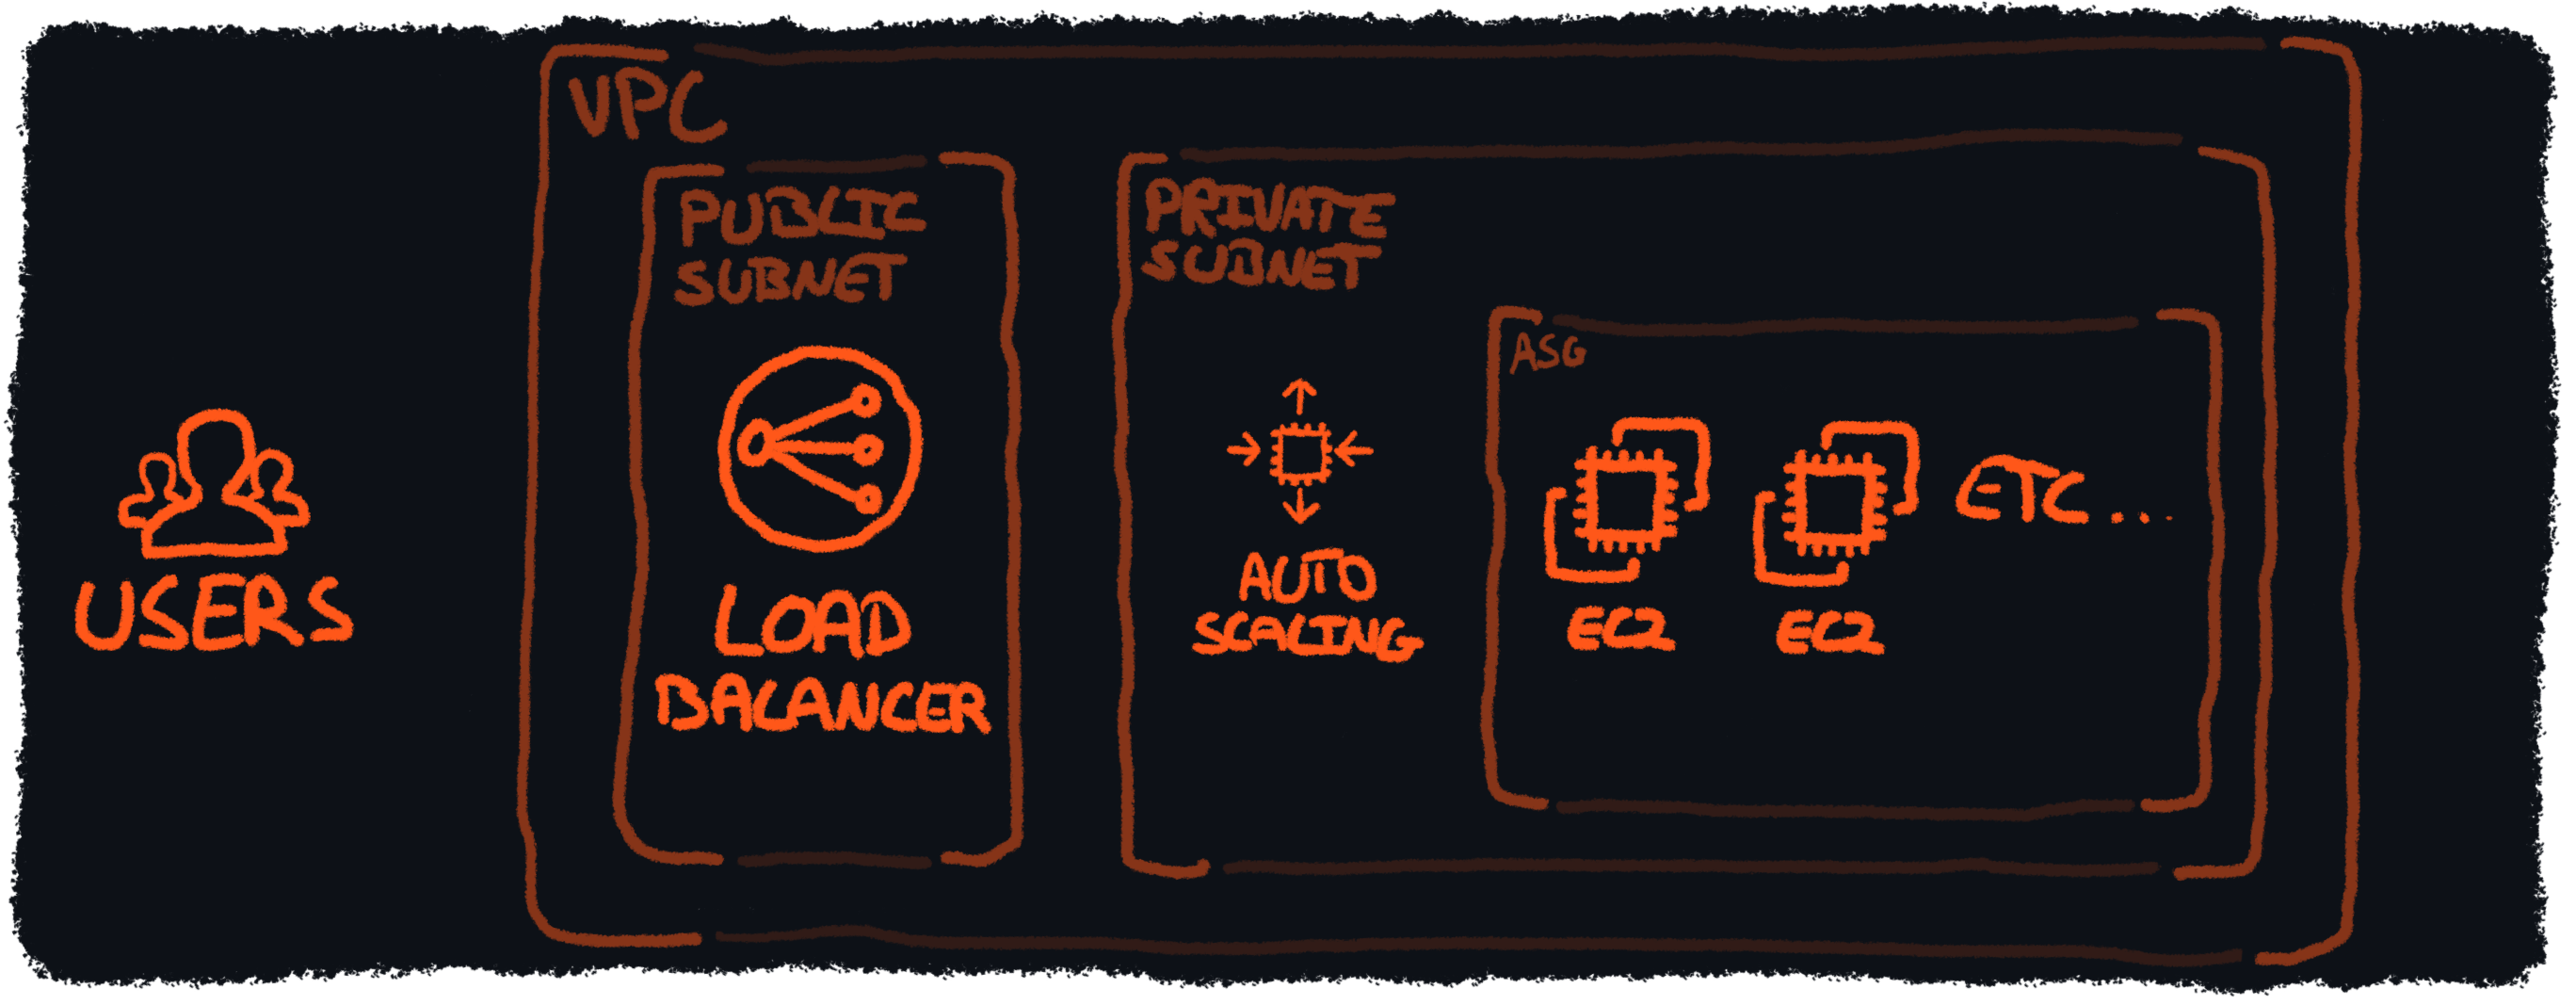 VPC
PUBLIC
SUBNET
PRIVATE
SUBNET
ASG
USERS
LOAD
BALANCER
AUTO
SCALING
EC2
EC2
ETC...